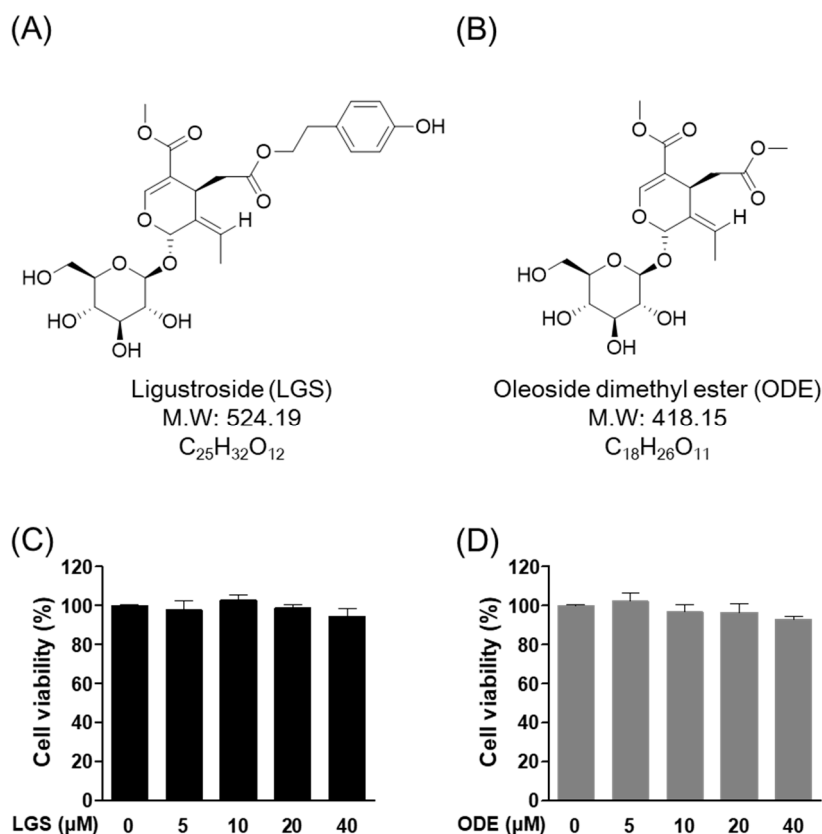 (A)
(B)
O
O
O
O
OH
O
O
H
O
O
HO
HO
OH
OH
O
O
O
O
O
O
H
O
O
HO
HO
OH
OH
Ligustroside (LGS)
M.W: 524.19
C₂₅H₃₂O₁₂
Oleoside dimethyl ester (ODE)
M.W: 418.15
C₁₈H₂₆O₁₁
(C)
Cell viability (%)
120
100
80
60
40
20
0
LGS (µM) 0 5 10 20 40
(D)
Cell viability (%)
120
100
80
60
40
20
0
ODE (µM) 0 5 10 20 40